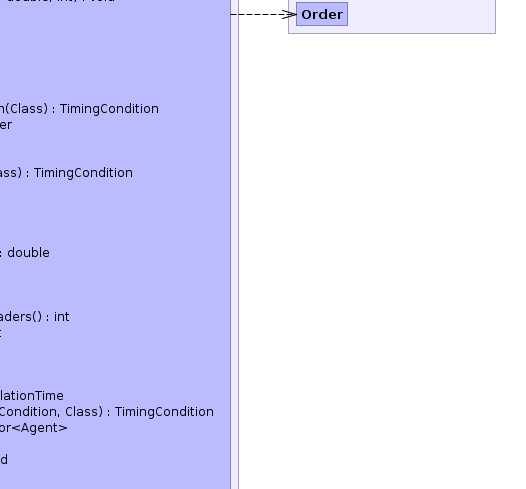 Order
n(Class) : TimingCondition
er
ass) : TimingCondition
: double
aders() : int
lationTime
Condition, Class) : TimingCondition
or<Agent>
d